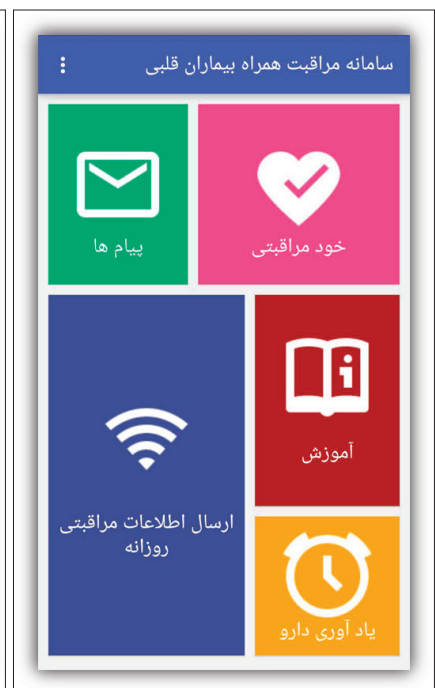 سامانه مراقبت همراه بیماران قلبی
خود مراقبتی
پیام ها
آموزش
ارسال اطلاعات مراقبتی
روزانه
یاد آوری دارو